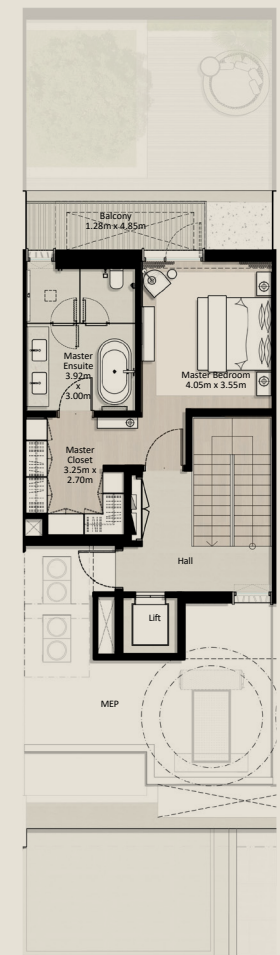 Balcony
1.28m x 4.85m
Master
Ensuite
3.92m
x
3.00m
Master Bedroom
4.05m x 3.55m
Master
Closet
3.25m x
2.70m
Hall
Lift
MEP